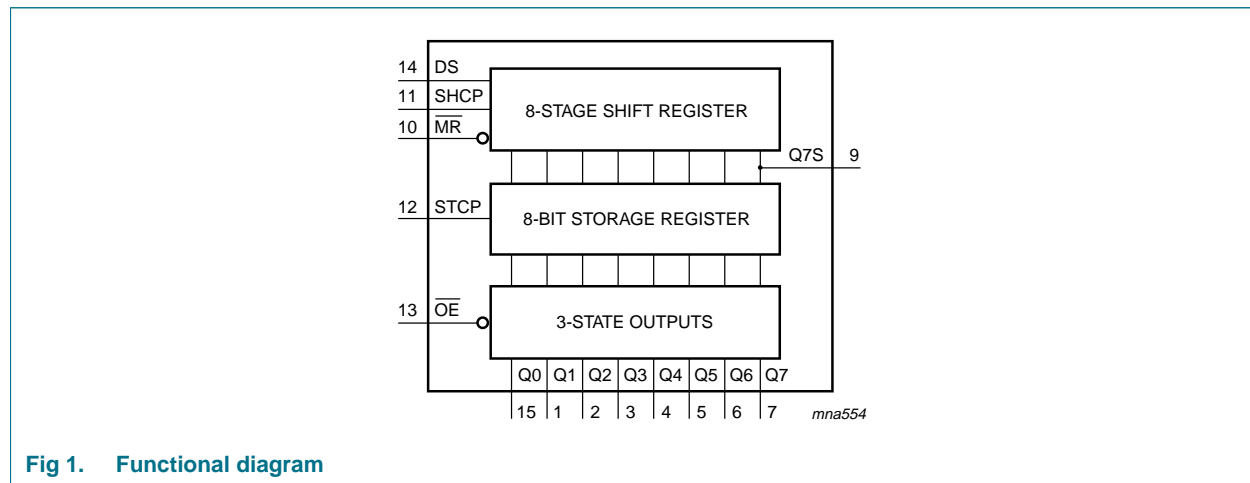 14 DS
11 SHCP
10 M̅R̅
8-STAGE SHIFT REGISTER
Q7S 9
12 STCP
8-BIT STORAGE REGISTER
13 O̅E̅
3-STATE OUTPUTS
Q0 Q1 Q2 Q3 Q4 Q5 Q6 Q7
15 1 2 3 4 5 6 7
mna554
Fig 1. Functional diagram